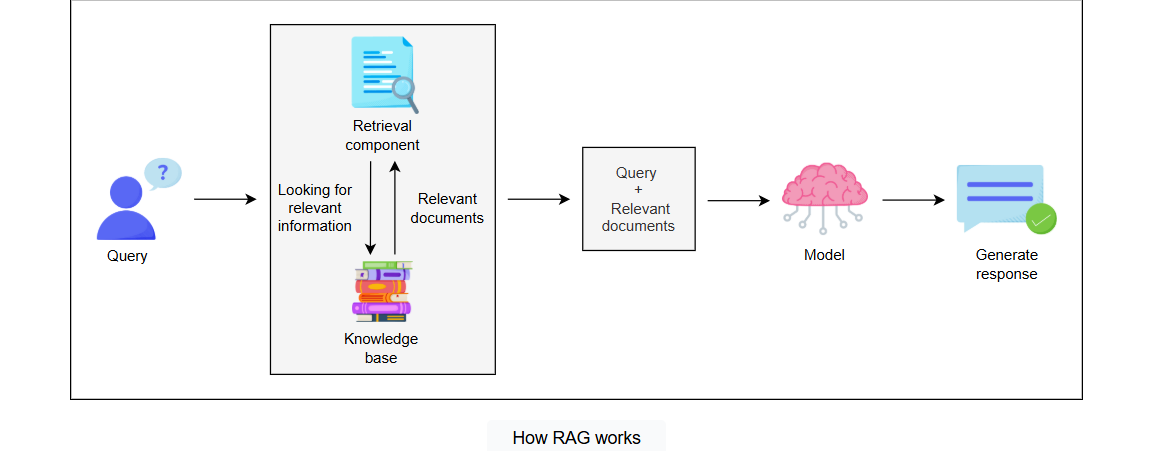 ?
Query
Retrieval
component
Looking for
relevant
information
Relevant
documents
Knowledge
base
Query
+
Relevant
documents
Model
Generate
response
How RAG works